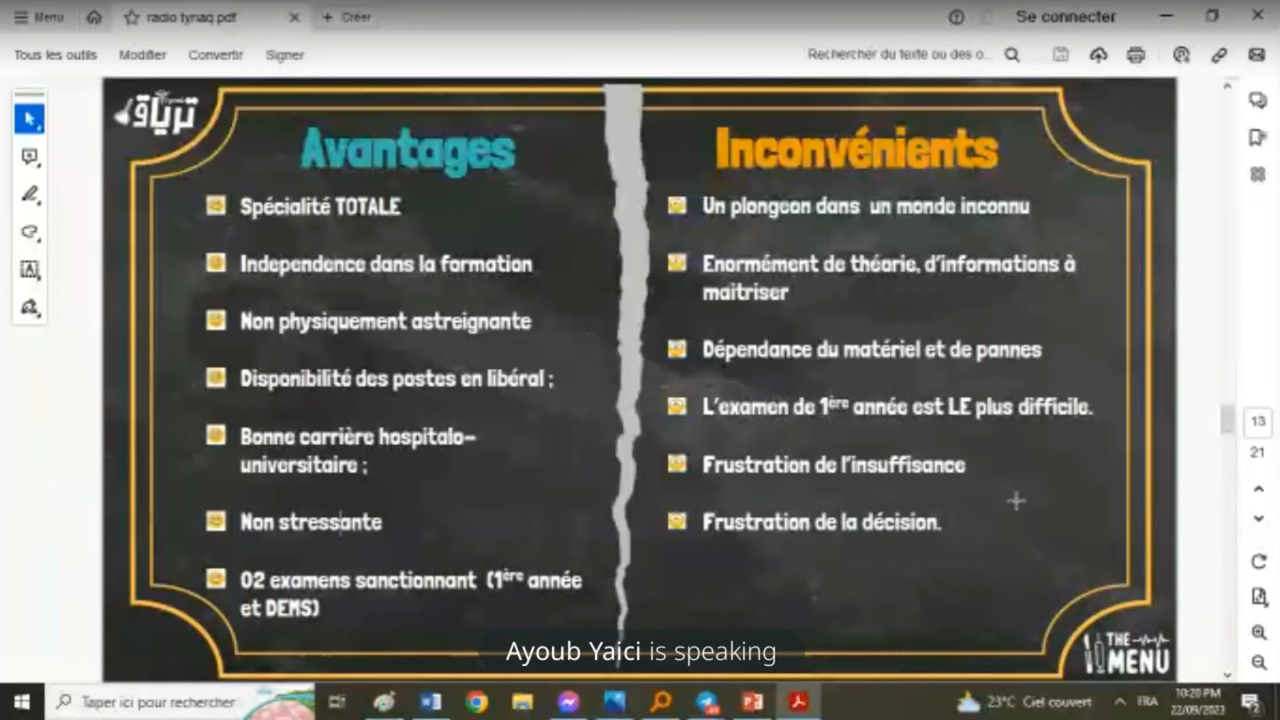 Menu
radio tyriaq.pdf
+ Créer
Se connecter
Tous les outils
Modifier
Convertir
Signer
Rechercher du texte ou des o...
ترياق
Avantages
Spécialité TOTALE
Independence dans la formation
Non physiquement astreignante
Disponibilité des postes en libéral ;
Bonne carrière hospitalo-
universitaire ;
Non stressante
02 examens sanctionnant (1ère année
et DEMS)
Inconvénients
Un plongeon dans un monde inconnu
Enormément de théorie, d'informations à
maîtriser
Dépendance du matériel et de pannes
L'examen de 1ère année est LE plus difficile.
Frustration de l'insuffisance
Frustration de la décision.
THE
MENU
Ayoub Yaici is speaking
13
21
Taper ici pour rechercher
23°C Ciel couvert
FRA
10:20 PM
22/09/2023